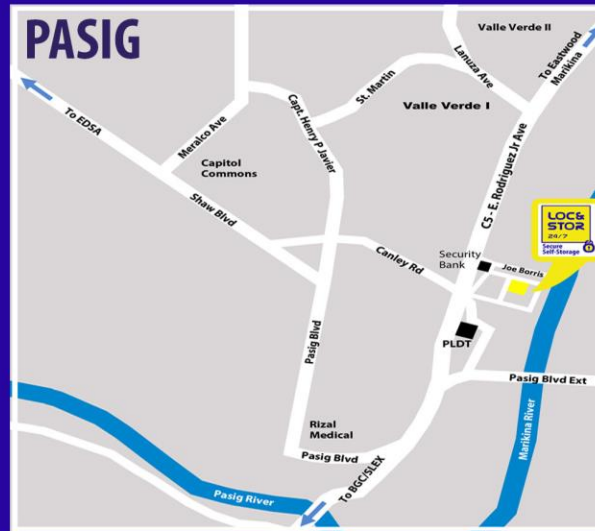 PASIG
Valle Verde II
To Eastwood
Marikina
Lanuza Ave
St. Martin
Valle Verde I
To EDSA
Meralco Ave
Capt. Henry P Javier
Capitol
Commons
C5 - E. Rodriguez Jr Ave
Shaw Blvd
LOC&
STOR
24/7
Secure
Self-Storage
Security
Bank
Joe Borris
Canley Rd
PLDT
Pasig Blvd
Pasig Blvd Ext
Rizal
Medical
Pasig Blvd
Marikina River
To BGC/SLEX
Pasig River